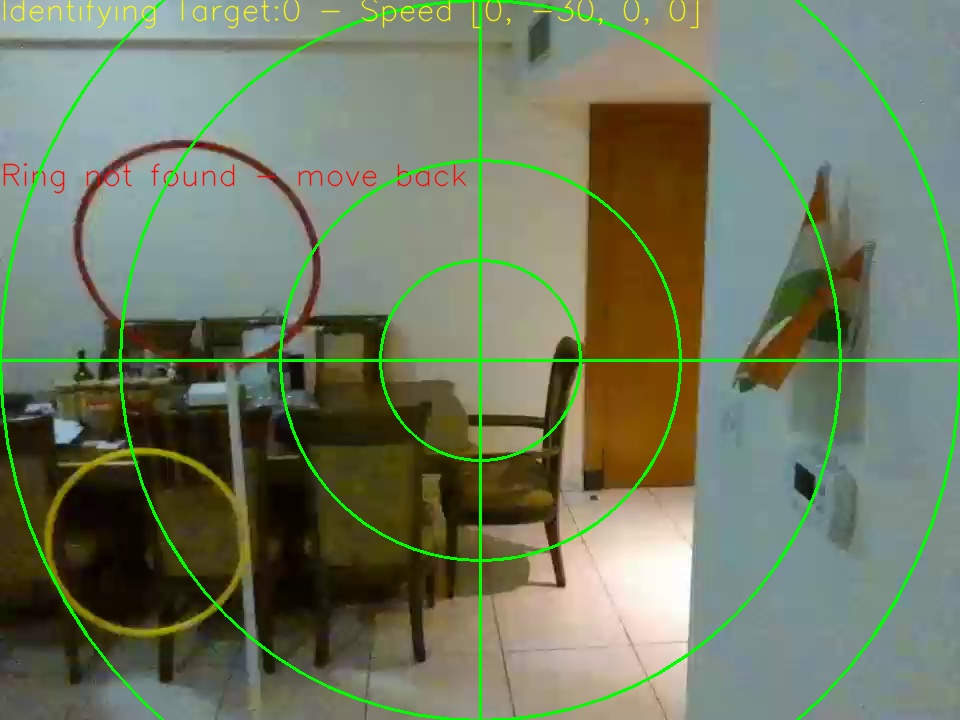 Identifying Target:0 - Speed [0, -30, 0, 0]
Ring not found - move back